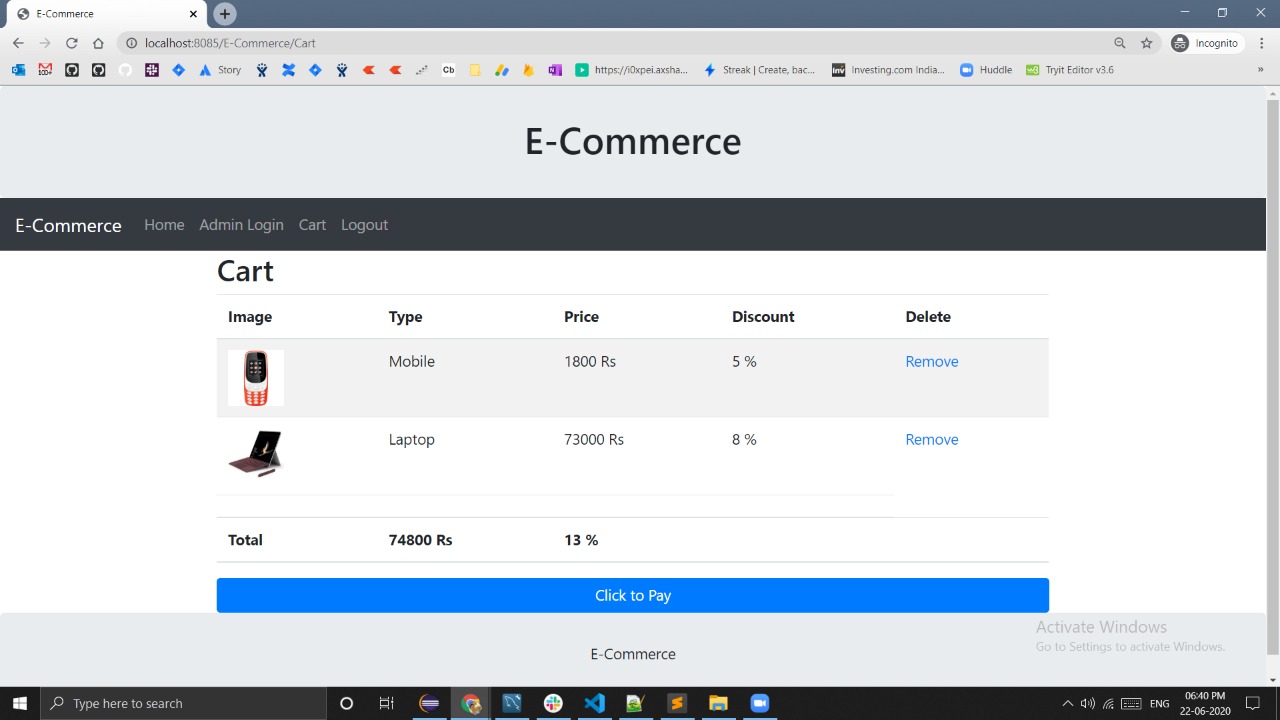 E-Commerce
localhost:8085/E-Commerce/Cart
Incognito
Story
Cb
https://i0xpei.axsha...
Streak | Create, bac...
Inv
Investing.com India...
Huddle
Tryit Editor v3.6
»
E-Commerce
E-Commerce Home Admin Login Cart Logout
Cart
Image Type Price Discount Delete
Mobile 1800 Rs 5 % Remove
Laptop 73000 Rs 8 % Remove
Total 74800 Rs 13 %
Click to Pay
Activate Windows
Go to Settings to activate Windows.
E-Commerce
Type here to search
ENG
06:40 PM
22-06-2020